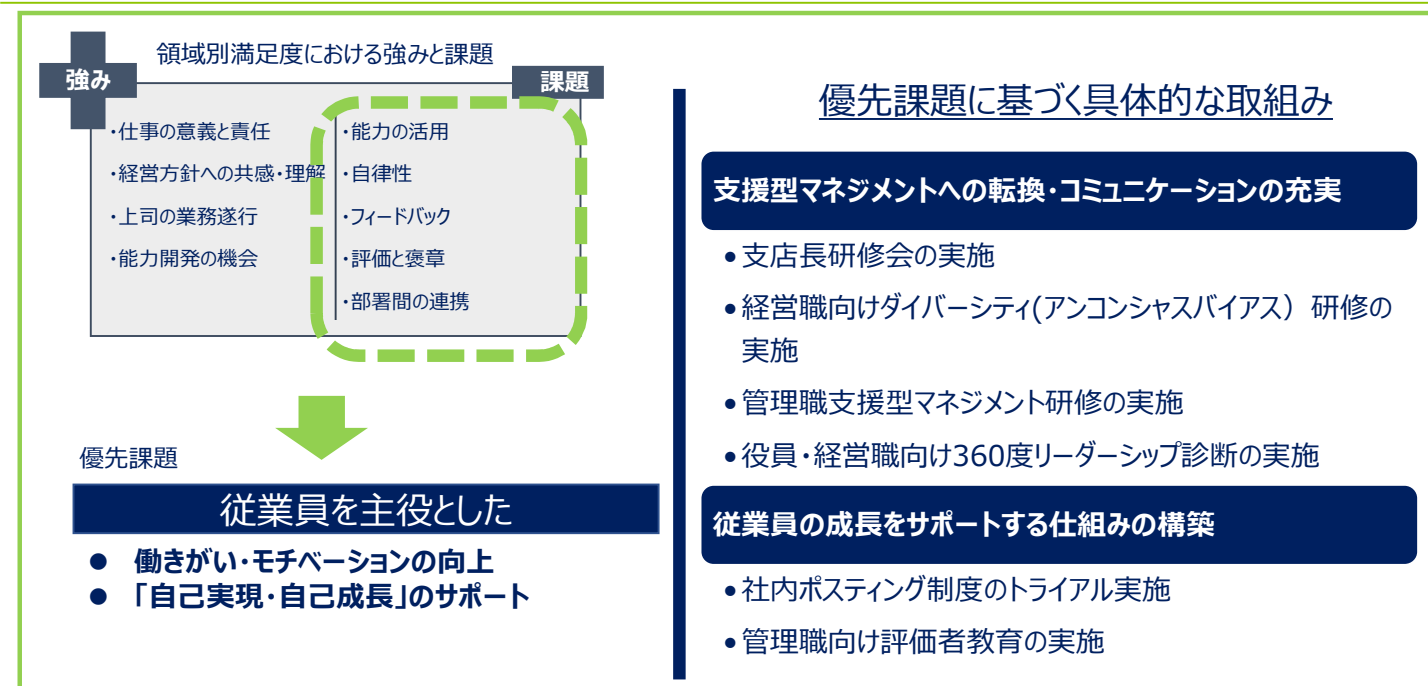 領域別満足度における強みと課題
強み
課題
・仕事の意義と責任
・経営方針への共感・理解
・上司の業務遂行
・能力開発の機会
・能力の活用
・自律性
・フィードバック
・評価と褒章
・部署間の連携
優先課題
従業員を主役とした
● 働きがい・モチベーションの向上
● 「自己実現・自己成長」のサポート
優先課題に基づく具体的な取組み
支援型マネジメントへの転換・コミュニケーションの充実
•支店長研修会の実施
•経営職向けダイバーシティ(アンコンシャスバイアス）研修の
実施
•管理職支援型マネジメント研修の実施
•役員・経営職向け360度リーダーシップ診断の実施
従業員の成長をサポートする仕組みの構築
•社内ポスティング制度のトライアル実施
•管理職向け評価者教育の実施